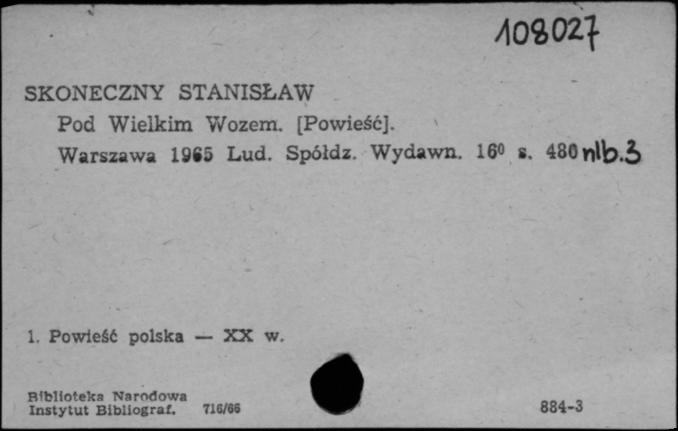 108027
SKONECZNY STANISŁAW
Pod Wielkim Wozem. [Powieść].
Warszawa 1965 Lud. Spółdz. Wydawn. 16⁰ s. 480 nlb.3
1. Powieść polska — XX w.
Biblioteka Narodowa
Instytut Bibliograf. 716/66 884-3